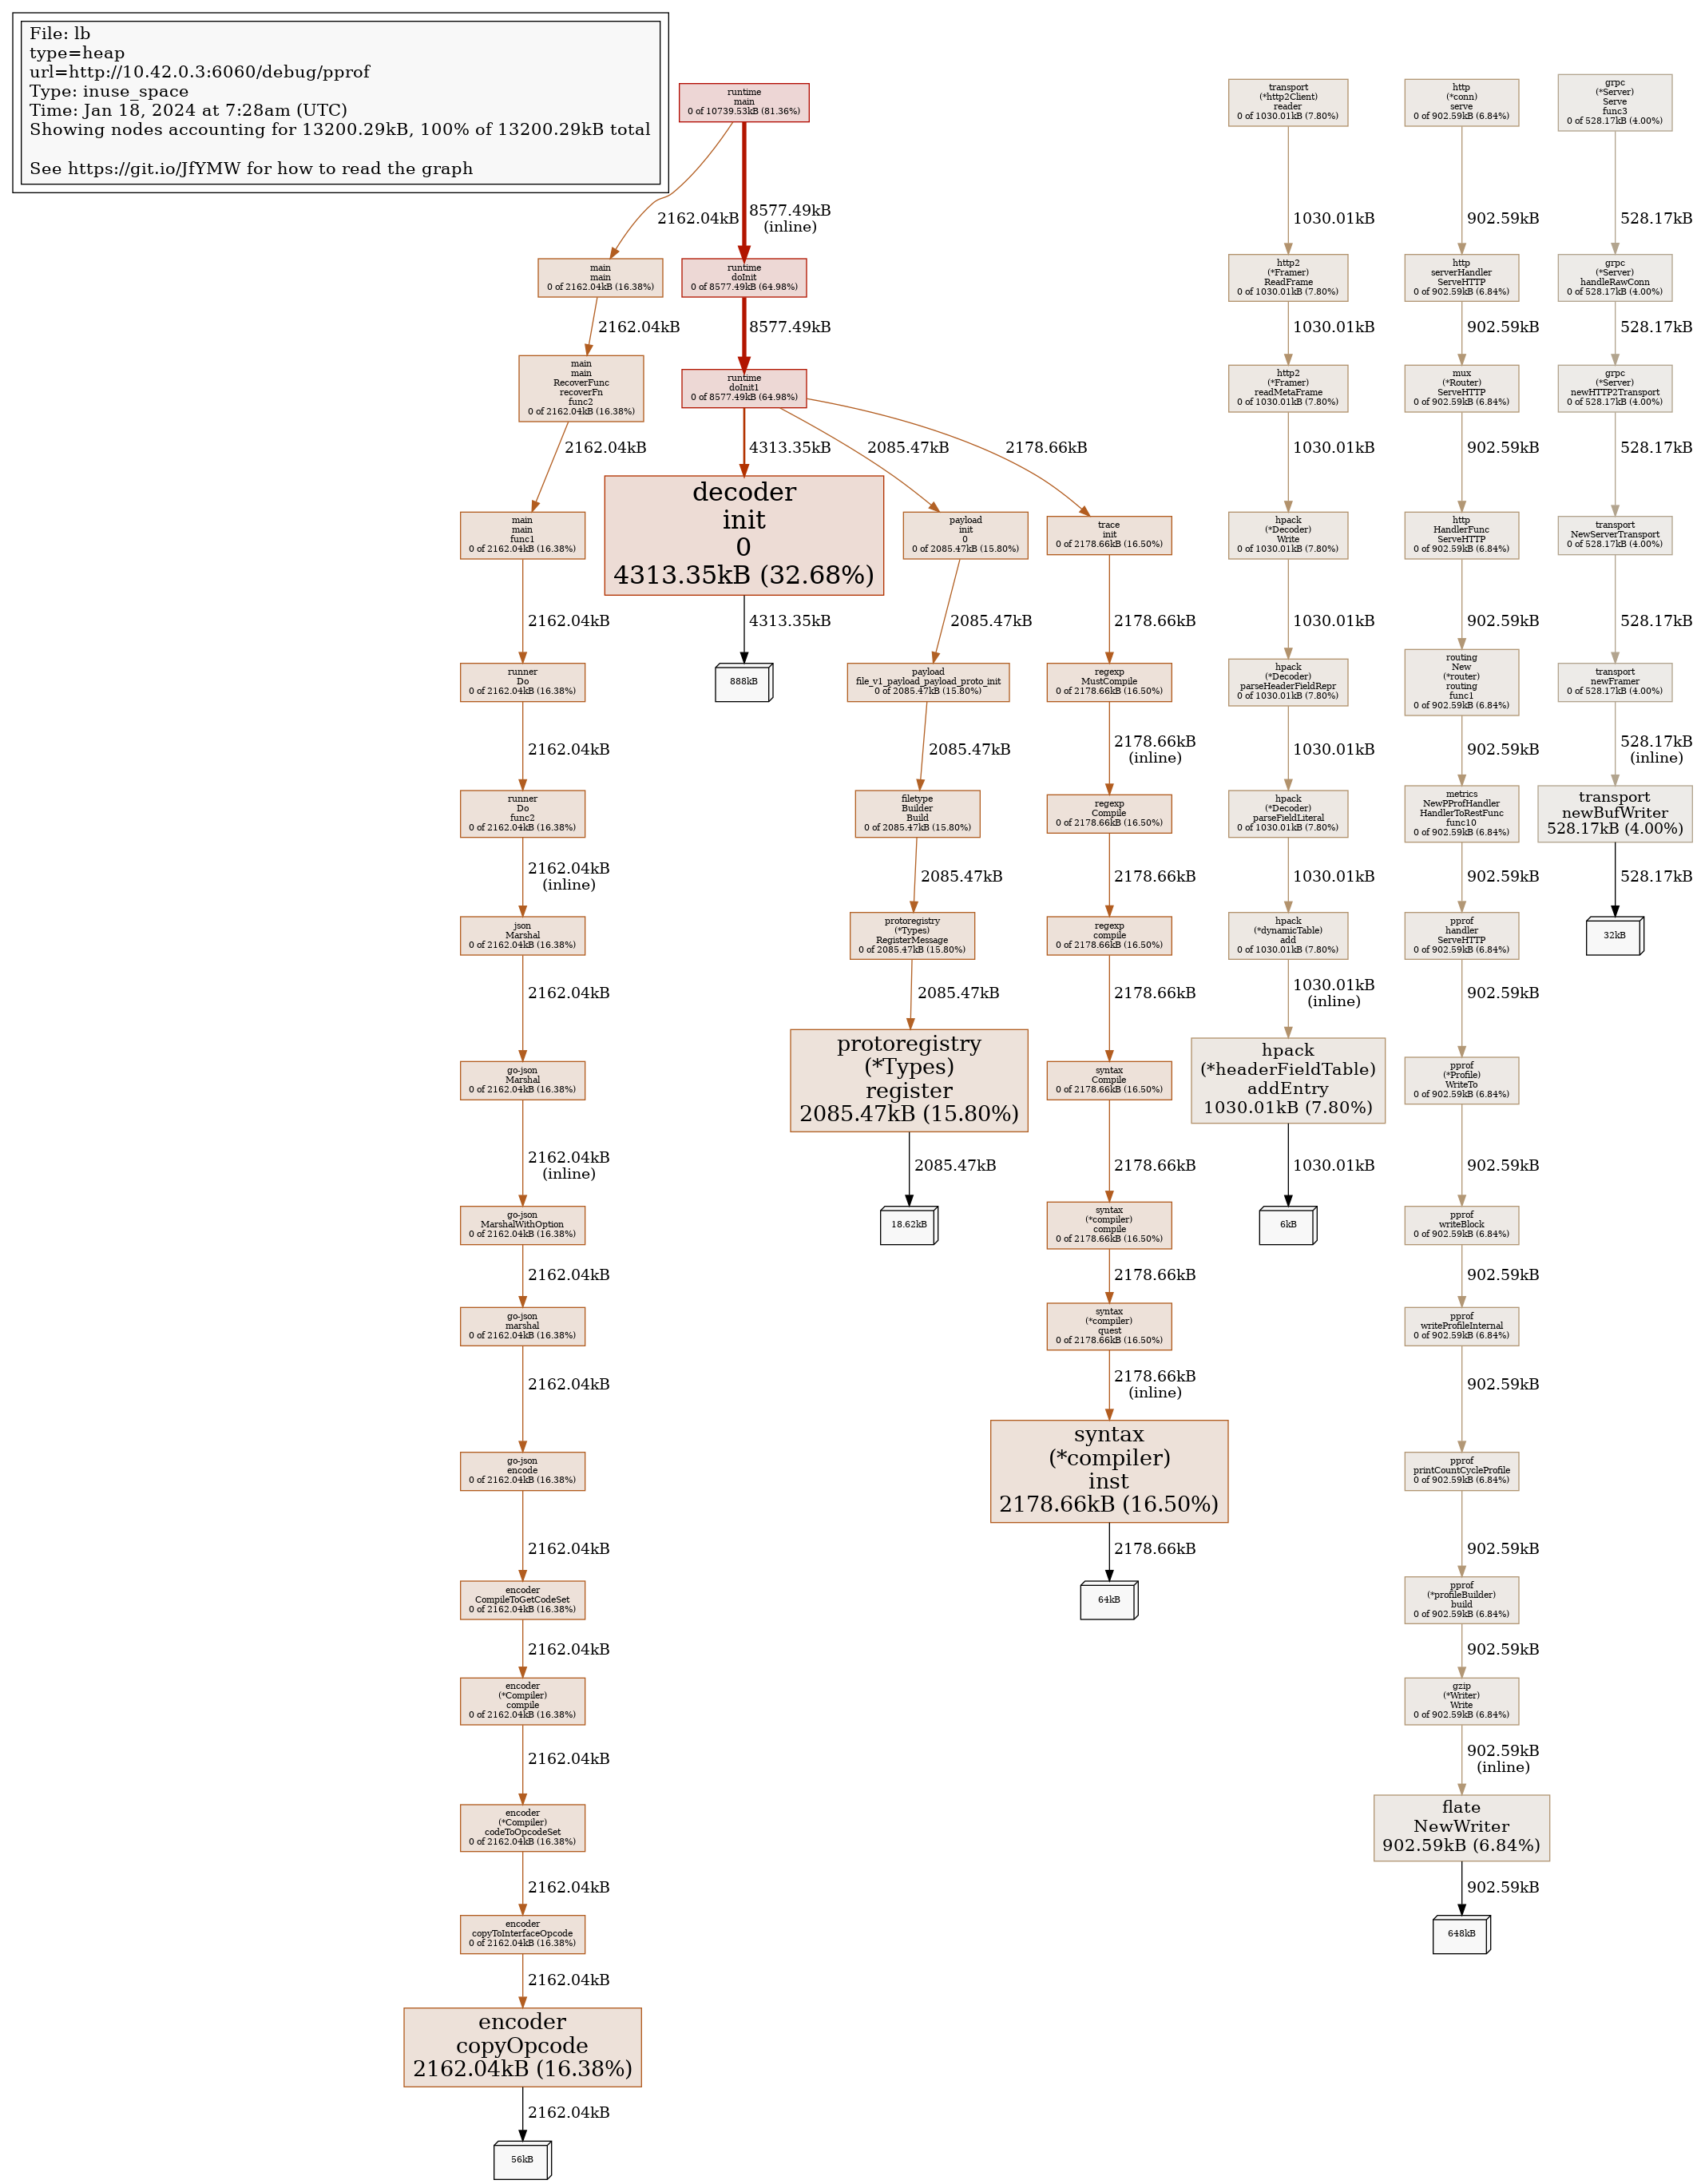 File: lb
type=heap
url=http://10.42.0.3:6060/debug/pprof
Type: inuse_space
Time: Jan 18, 2024 at 7:28am (UTC)
Showing nodes accounting for 13200.29kB, 100% of 13200.29kB total
See https://git.io/JfYMW for how to read the graph
runtime
main
0 of 10739.53kB (81.36%)
2162.04kB
8577.49kB
(inline)
main
main
0 of 2162.04kB (16.38%)
2162.04kB
main
main
RecoverFunc
recoverFn
func2
0 of 2162.04kB (16.38%)
2162.04kB
main
main
func1
0 of 2162.04kB (16.38%)
2162.04kB
runner
Do
0 of 2162.04kB (16.38%)
2162.04kB
runner
Do
func2
0 of 2162.04kB (16.38%)
2162.04kB
(inline)
json
Marshal
0 of 2162.04kB (16.38%)
2162.04kB
go-json
Marshal
0 of 2162.04kB (16.38%)
2162.04kB
(inline)
go-json
MarshalWithOption
0 of 2162.04kB (16.38%)
2162.04kB
go-json
marshal
0 of 2162.04kB (16.38%)
2162.04kB
go-json
encode
0 of 2162.04kB (16.38%)
2162.04kB
encoder
CompileToGetCodeSet
0 of 2162.04kB (16.38%)
2162.04kB
encoder
(*Compiler)
compile
0 of 2162.04kB (16.38%)
2162.04kB
encoder
(*Compiler)
codeToOpcodeSet
0 of 2162.04kB (16.38%)
2162.04kB
encoder
copyToInterfaceOpcode
0 of 2162.04kB (16.38%)
2162.04kB
encoder
copyOpcode
2162.04kB (16.38%)
2162.04kB
56kB
runtime
doInit
0 of 8577.49kB (64.98%)
8577.49kB
runtime
doInit1
0 of 8577.49kB (64.98%)
4313.35kB
2085.47kB
2178.66kB
decoder
init
0
4313.35kB (32.68%)
4313.35kB
888kB
payload
init
0
0 of 2085.47kB (15.80%)
2085.47kB
payload
file_v1_payload_payload_proto_init
0 of 2085.47kB (15.80%)
2085.47kB
filetype
Builder
Build
0 of 2085.47kB (15.80%)
2085.47kB
protoregistry
(*Types)
RegisterMessage
0 of 2085.47kB (15.80%)
2085.47kB
protoregistry
(*Types)
register
2085.47kB (15.80%)
2085.47kB
18.62kB
trace
init
0 of 2178.66kB (16.50%)
2178.66kB
regexp
MustCompile
0 of 2178.66kB (16.50%)
2178.66kB
(inline)
regexp
Compile
0 of 2178.66kB (16.50%)
2178.66kB
regexp
compile
0 of 2178.66kB (16.50%)
2178.66kB
syntax
Compile
0 of 2178.66kB (16.50%)
2178.66kB
syntax
(*compiler)
compile
0 of 2178.66kB (16.50%)
2178.66kB
syntax
(*compiler)
quest
0 of 2178.66kB (16.50%)
2178.66kB
(inline)
syntax
(*compiler)
inst
2178.66kB (16.50%)
2178.66kB
64kB
transport
(*http2Client)
reader
0 of 1030.01kB (7.80%)
1030.01kB
http2
(*Framer)
ReadFrame
0 of 1030.01kB (7.80%)
1030.01kB
http2
(*Framer)
readMetaFrame
0 of 1030.01kB (7.80%)
1030.01kB
hpack
(*Decoder)
Write
0 of 1030.01kB (7.80%)
1030.01kB
hpack
(*Decoder)
parseHeaderFieldRepr
0 of 1030.01kB (7.80%)
1030.01kB
hpack
(*Decoder)
parseFieldLiteral
0 of 1030.01kB (7.80%)
1030.01kB
hpack
(*dynamicTable)
add
0 of 1030.01kB (7.80%)
1030.01kB
(inline)
hpack
(*headerFieldTable)
addEntry
1030.01kB (7.80%)
1030.01kB
6kB
http
(*conn)
serve
0 of 902.59kB (6.84%)
902.59kB
http
serverHandler
ServeHTTP
0 of 902.59kB (6.84%)
902.59kB
mux
(*Router)
ServeHTTP
0 of 902.59kB (6.84%)
902.59kB
http
HandlerFunc
ServeHTTP
0 of 902.59kB (6.84%)
902.59kB
routing
New
(*router)
routing
func1
0 of 902.59kB (6.84%)
902.59kB
metrics
NewPProfHandler
HandlerToRestFunc
func10
0 of 902.59kB (6.84%)
902.59kB
pprof
handler
ServeHTTP
0 of 902.59kB (6.84%)
902.59kB
pprof
(*Profile)
WriteTo
0 of 902.59kB (6.84%)
902.59kB
pprof
writeBlock
0 of 902.59kB (6.84%)
902.59kB
pprof
writeProfileInternal
0 of 902.59kB (6.84%)
902.59kB
pprof
printCountCycleProfile
0 of 902.59kB (6.84%)
902.59kB
pprof
(*profileBuilder)
build
0 of 902.59kB (6.84%)
902.59kB
gzip
(*Writer)
Write
0 of 902.59kB (6.84%)
902.59kB
(inline)
flate
NewWriter
902.59kB (6.84%)
902.59kB
648kB
grpc
(*Server)
Serve
func3
0 of 528.17kB (4.00%)
528.17kB
grpc
(*Server)
handleRawConn
0 of 528.17kB (4.00%)
528.17kB
grpc
(*Server)
newHTTP2Transport
0 of 528.17kB (4.00%)
528.17kB
transport
NewServerTransport
0 of 528.17kB (4.00%)
528.17kB
transport
newFramer
0 of 528.17kB (4.00%)
528.17kB
(inline)
transport
newBufWriter
528.17kB (4.00%)
528.17kB
32kB